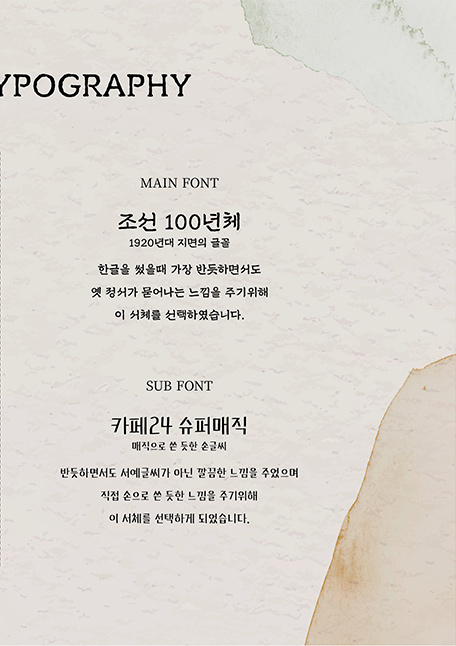 YPOGRAPHY
MAIN FONT
조선 100년체
1920년대 지면의 글꼴
한글을 썼을때 가장 반듯하면서도
옛 정서가 묻어나는 느낌을 주기위해
이 서체를 선택하였습니다.
SUB FONT
카페24 슈퍼매직
매직으로 쓴 듯한 손글씨
반듯하면서도 서예글씨가 아닌 깔끔한 느낌을 주었으며
직접 손으로 쓴 듯한 느낌을 주기위해
이 서체를 선택하게 되었습니다.